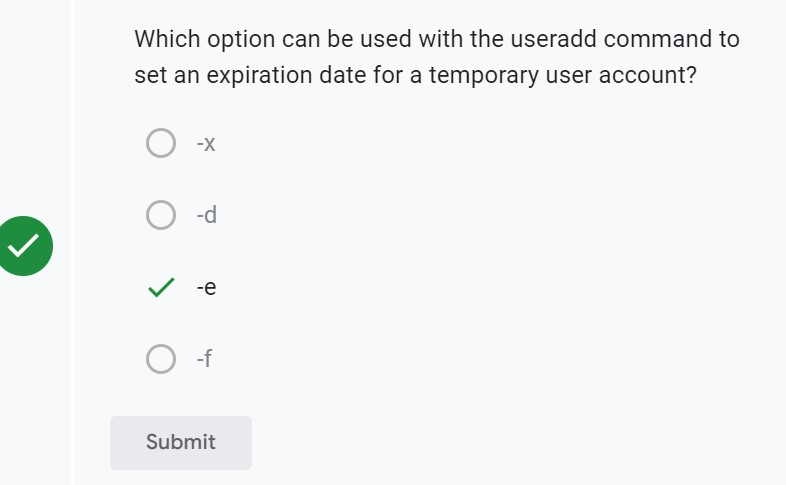 Which option can be used with the useradd command to
set an expiration date for a temporary user account?
-x
-d
-e
-f
Submit